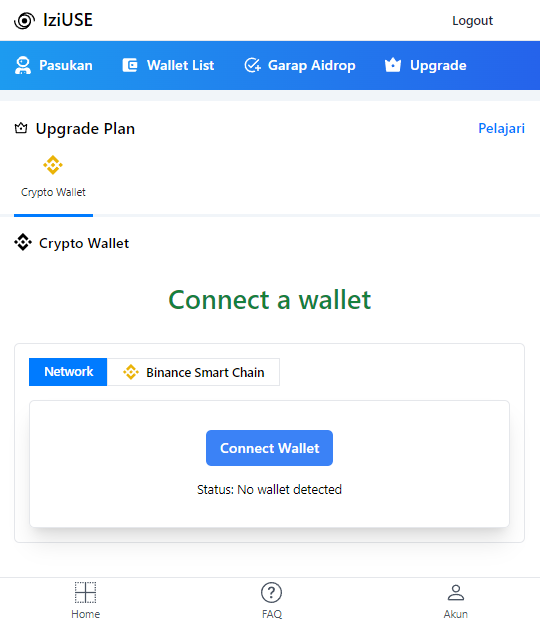 IziUSE
Logout
Pasukan
Wallet List
Garap Aidrop
Upgrade
Upgrade Plan
Pelajari
Crypto Wallet
Crypto Wallet
Connect a wallet
Network
Binance Smart Chain
Connect Wallet
Status: No wallet detected
Home
FAQ
Akun